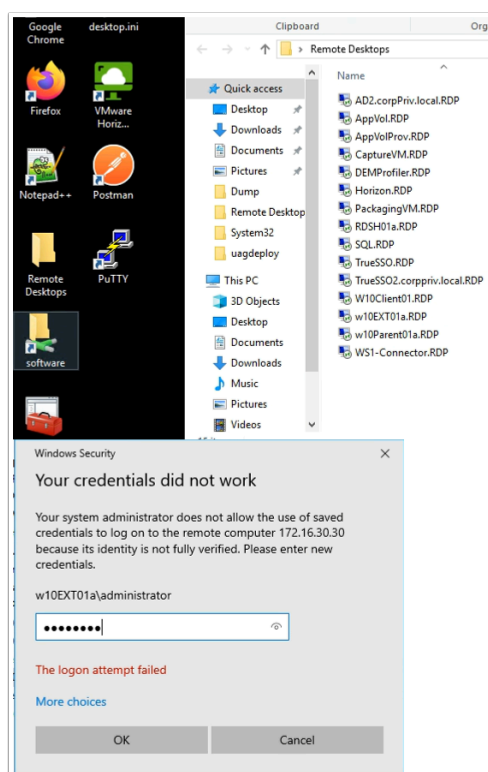 Google
Chrome
desktop.ini
Firefox
VMware
Horiz...
Notepad++
Postman
Remote
Desktops
PuTTY
software
Clipboard
Org
Remote Desktops
Quick access
Desktop
Downloads
Documents
Pictures
Dump
Remote Desktop
System32
uagdeploy
This PC
3D Objects
Desktop
Documents
Downloads
Music
Pictures
Videos
Name
AD2.corpPriv.local.RDP
AppVol.RDP
AppVolProv.RDP
CaptureVM.RDP
DEMProfiler.RDP
Horizon.RDP
PackagingVM.RDP
RDSH01a.RDP
SQL.RDP
TrueSSO.RDP
TrueSSO2.corppriv.local.RDP
W10Client01.RDP
w10EXT01a.RDP
w10Parent01a.RDP
WS1-Connector.RDP
Windows Security
Your credentials did not work
Your system administrator does not allow the use of saved
credentials to log on to the remote computer 172.16.30.30
because its identity is not fully verified. Please enter new
credentials.
w10EXT01a\administrator
The logon attempt failed
More choices
OK
Cancel